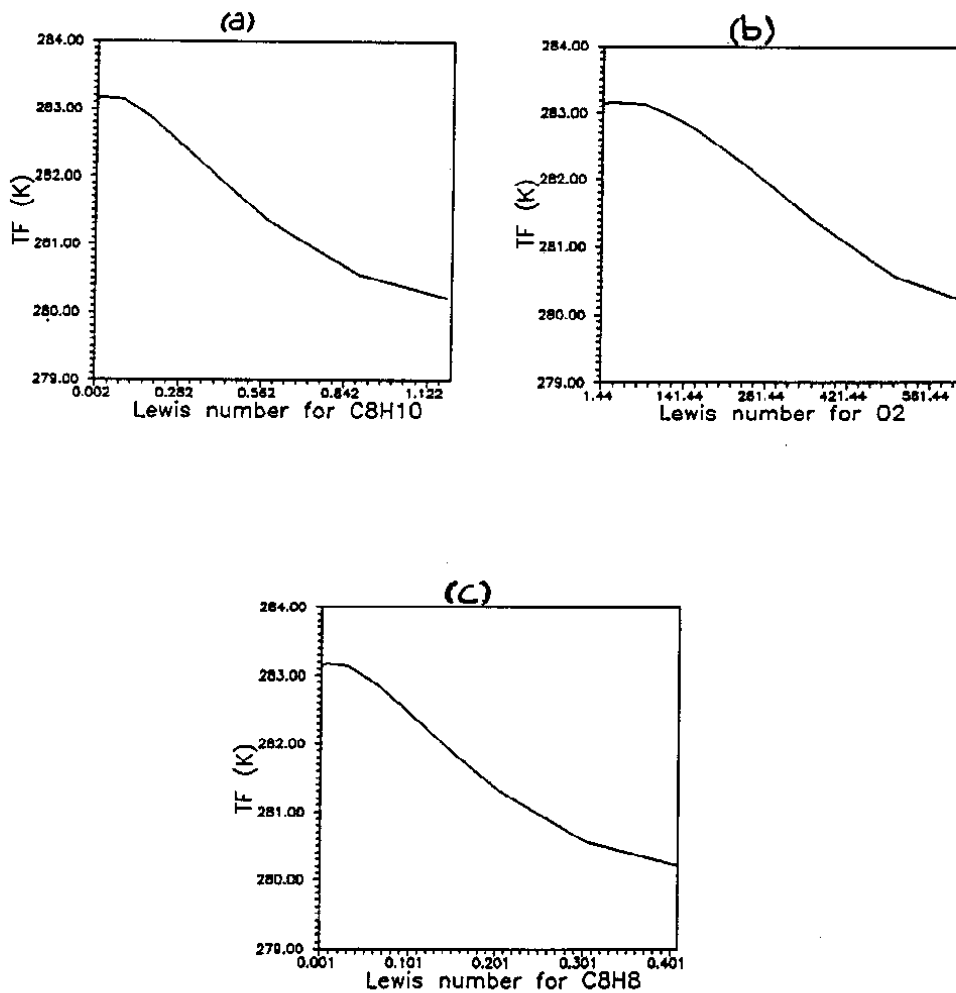 (a)
284.00
283.00
282.00
281.00
280.00
279.00
TF (K)
0.002 0.282 0.562 0.842 1.122
Lewis number for C8H10
(b)
284.00
283.00
282.00
281.00
280.00
279.00
TF (K)
1.44 141.44 281.44 421.44 561.44
Lewis number for O2
(c)
284.00
283.00
282.00
281.00
280.00
279.00
TF (K)
0.001 0.101 0.201 0.301 0.401
Lewis number for C8H8